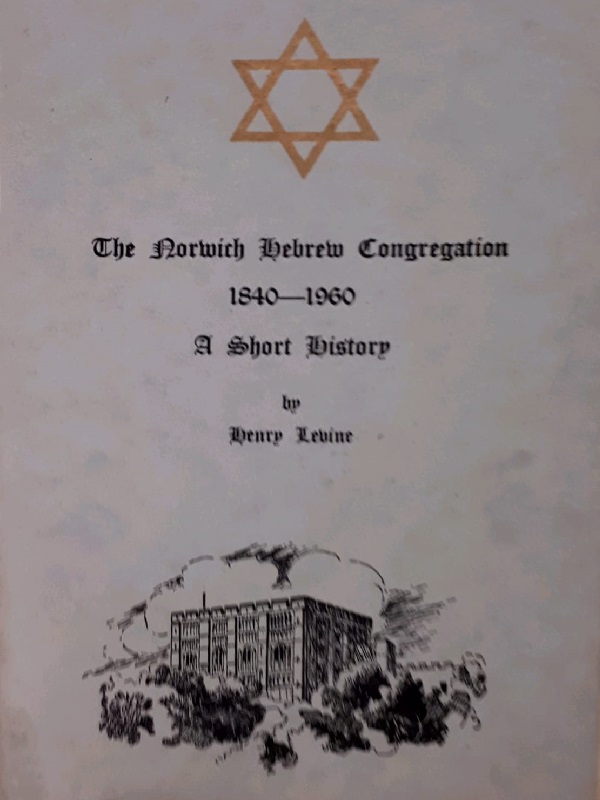 The Norwich Hebrew Congregation
1840—1960
A Short History
by
Henry Levine